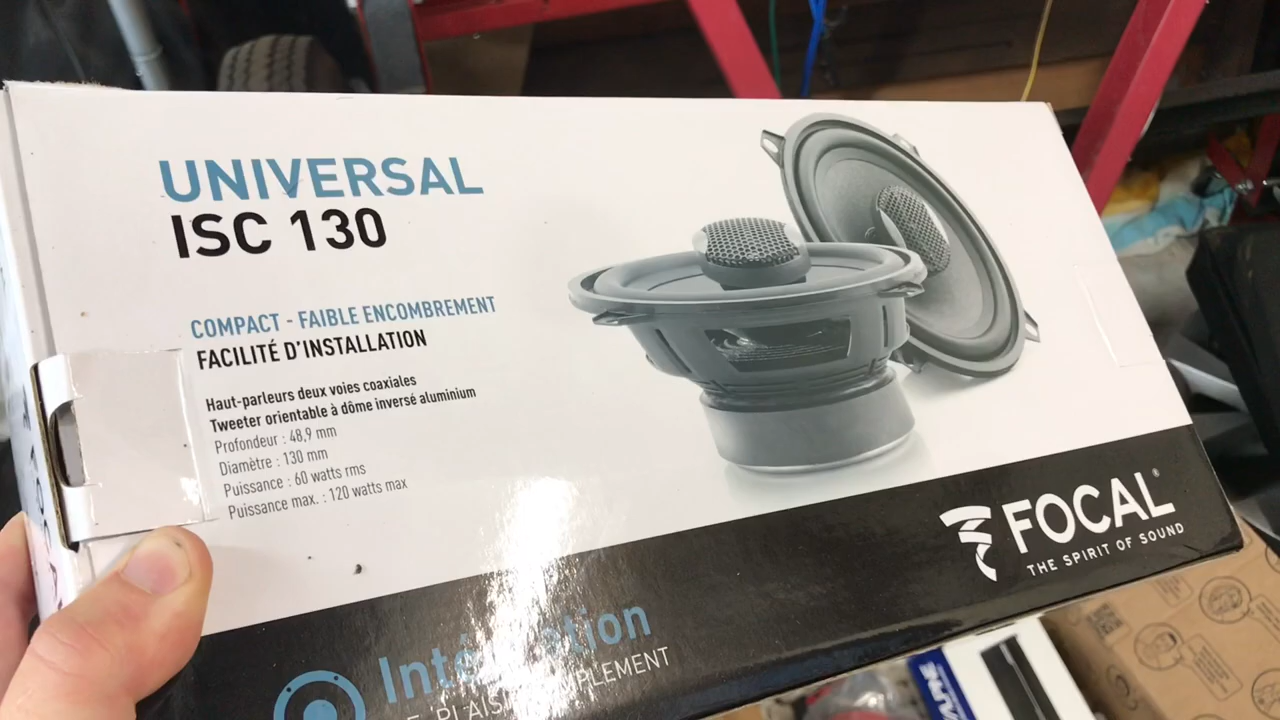 UNIVERSAL
ISC 130
COMPACT - FAIBLE ENCOMBREMENT
FACILITÉ D'INSTALLATION
Haut-parleurs deux voies coaxiales
Tweeter orientable à dôme inversé aluminium
Profondeur : 48,9 mm
Diamètre : 130 mm
Puissance : 60 watts rms
Puissance max. : 120 watts max
FOCAL®
THE SPIRIT OF SOUND